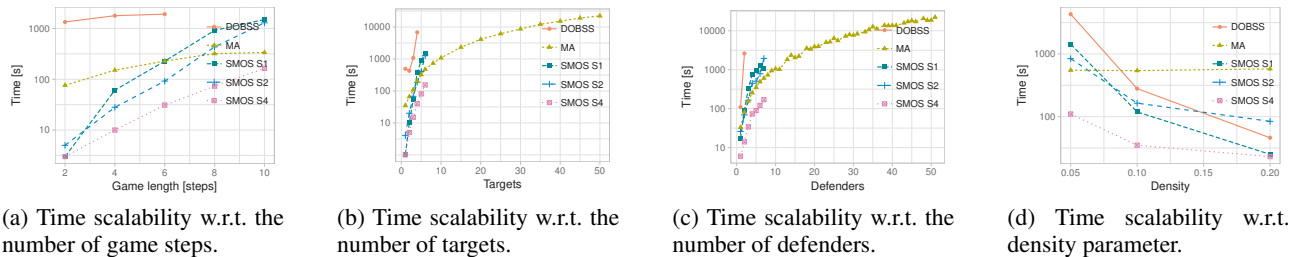 Time [s]
1000
100
10
2
4
6
8
10
Game length [steps]
DOBSS
MA
SMOS S1
SMOS S2
SMOS S4
(a) Time scalability w.r.t. the
number of game steps.
Time [s]
10000
1000
100
10
0
10
20
30
40
50
Targets
DOBSS
MA
SMOS S1
SMOS S2
SMOS S4
(b) Time scalability w.r.t. the
number of targets.
Time [s]
10000
1000
100
10
0
10
20
30
40
50
Defenders
DOBSS
MA
SMOS S1
SMOS S2
SMOS S4
(c) Time scalability w.r.t. the
number of defenders.
Time [s]
1000
100
0.05
0.10
0.15
0.20
Density
DOBSS
MA
SMOS S1
SMOS S2
SMOS S4
(d) Time scalability w.r.t.
density parameter.